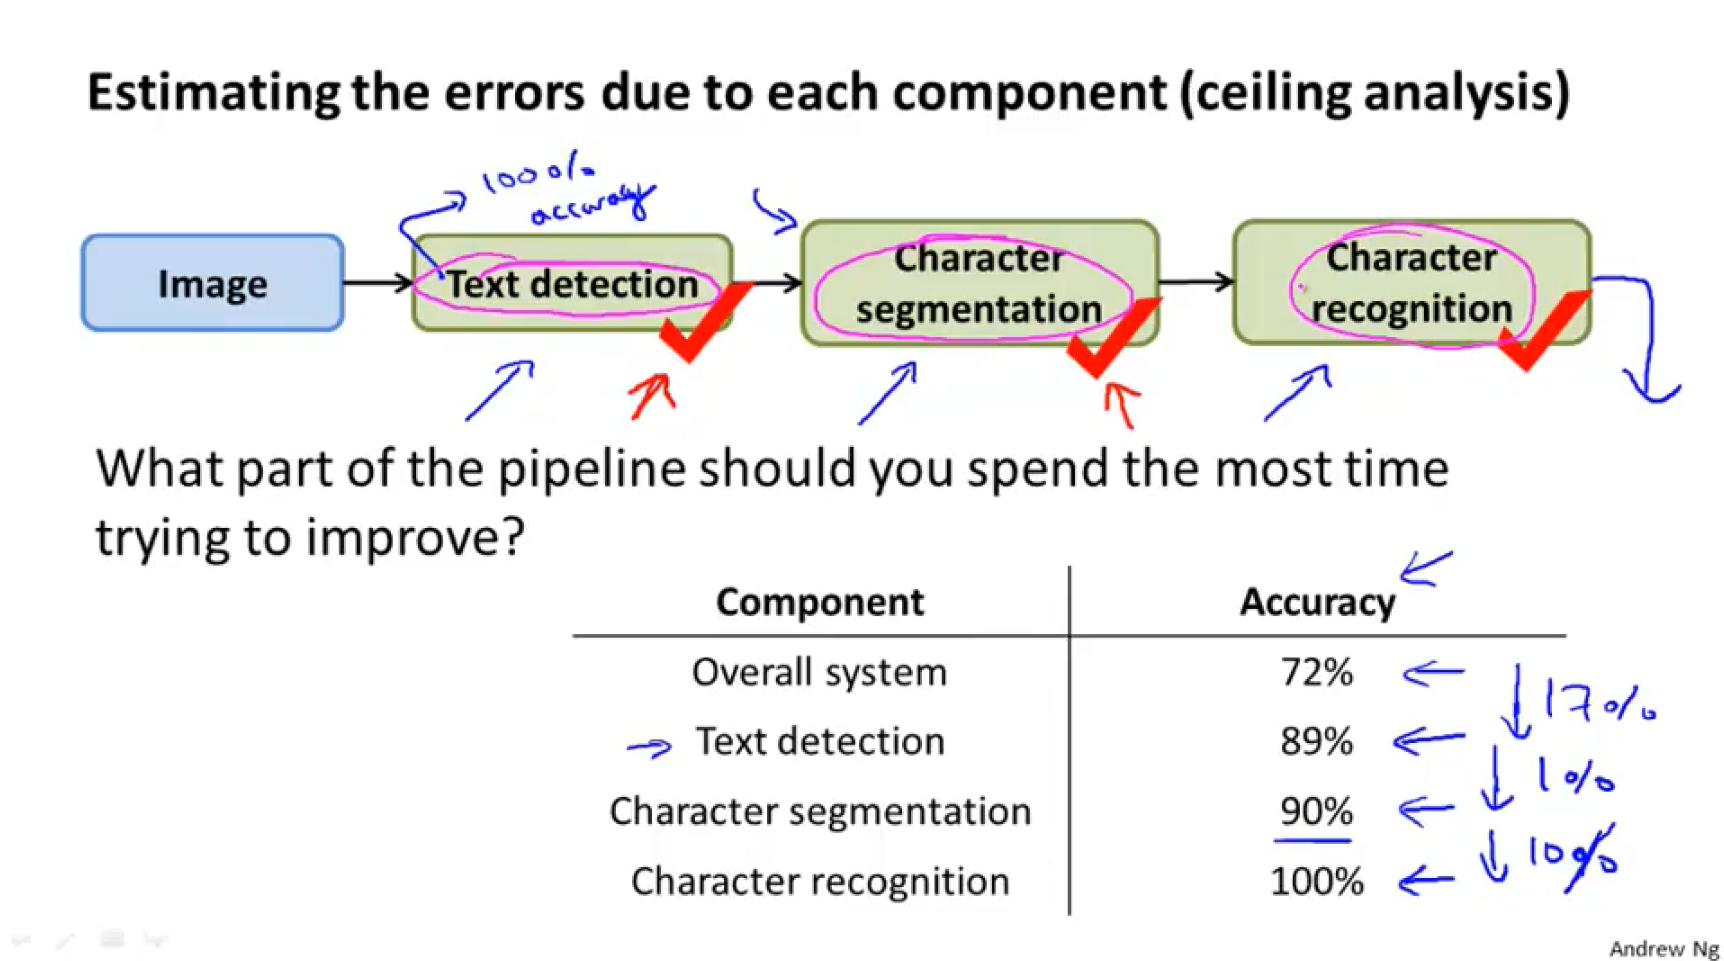 Estimating the errors due to each component (ceiling analysis)
100%
accuracy
Image
Text detection
Character
segmentation
Character
recognition
What part of the pipeline should you spend the most time
trying to improve?
Component Accuracy
Overall system 72%
17%
Text detection 89%
1%
Character segmentation 90%
10%
Character recognition 100%
Andrew Ng